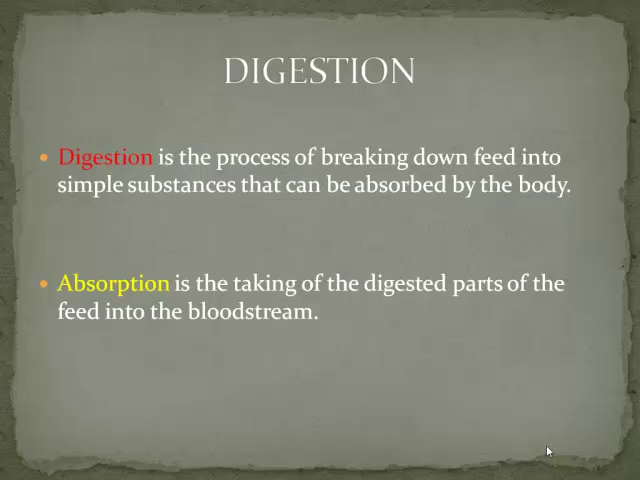 DIGESTION
• Digestion is the process of breaking down feed into
simple substances that can be absorbed by the body.
• Absorption is the taking of the digested parts of the
feed into the bloodstream.